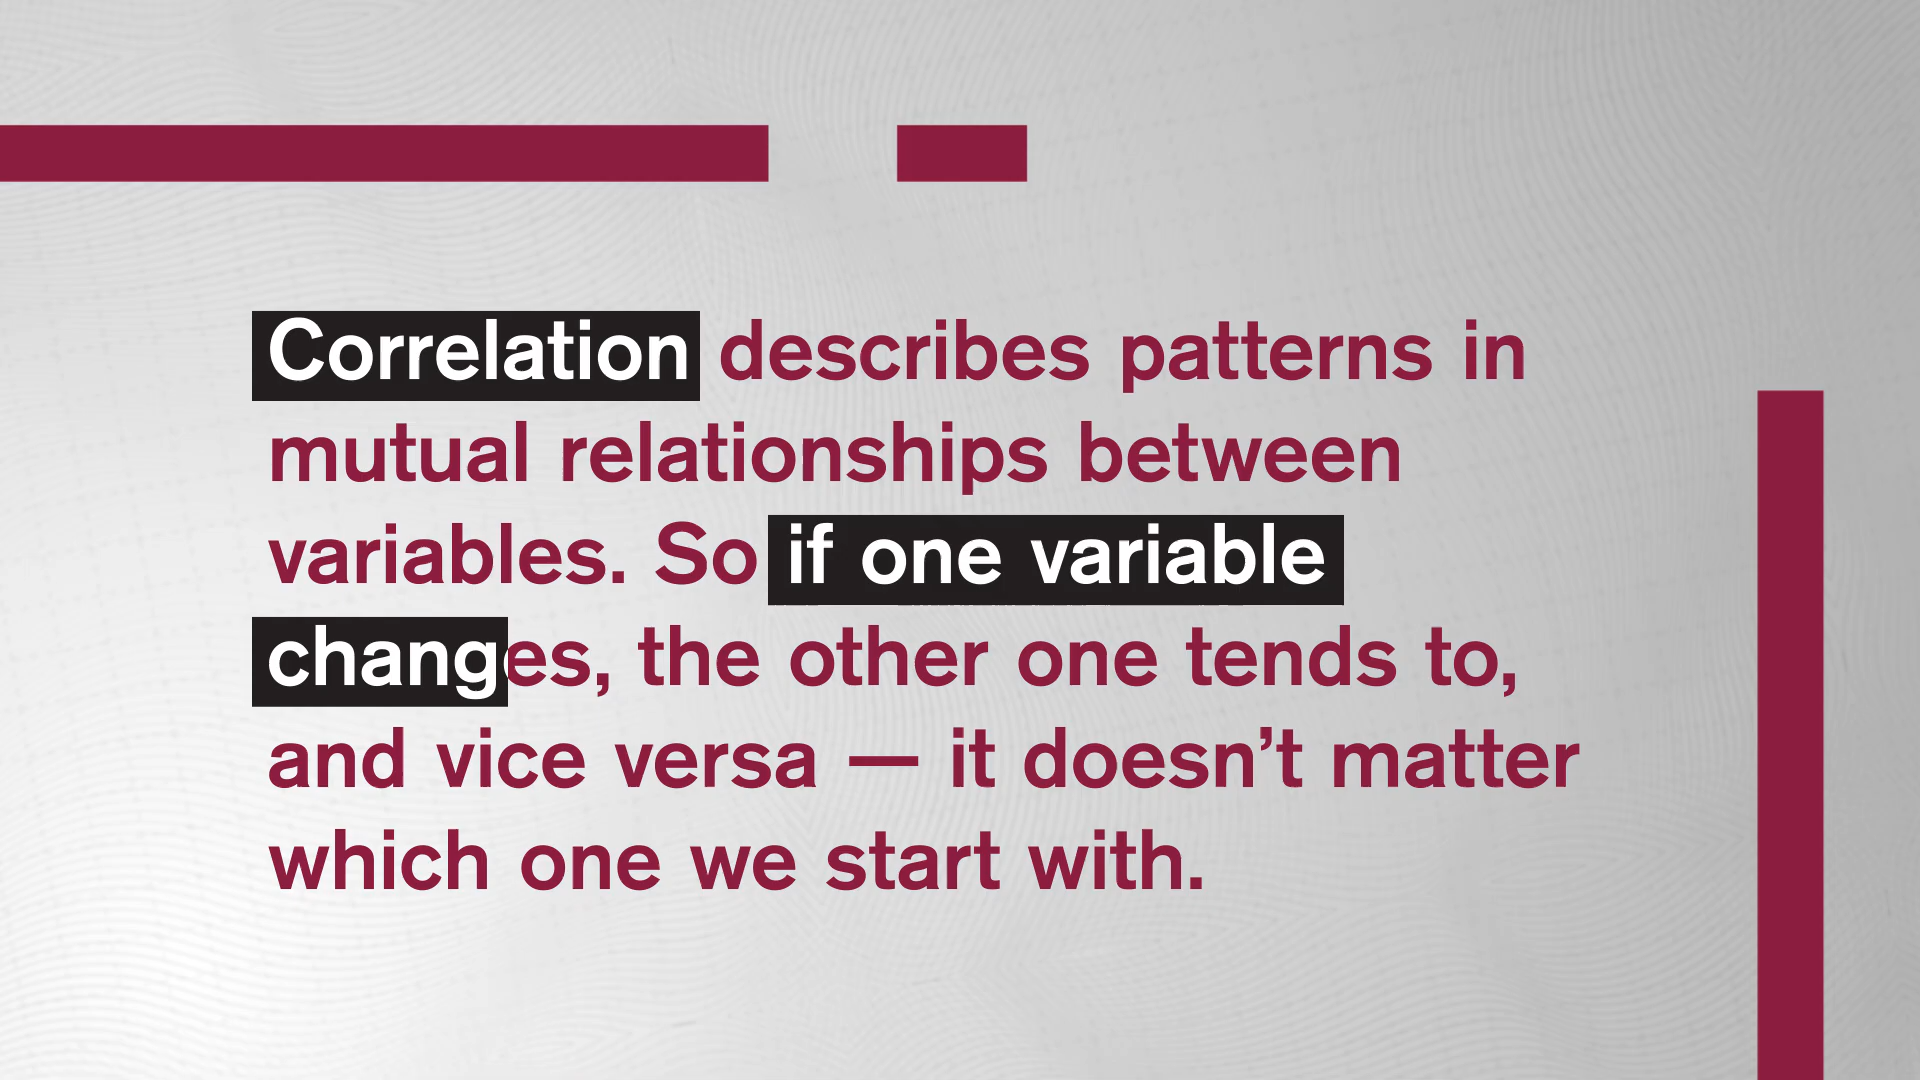 Correlation describes patterns in
mutual relationships between
variables. So if one variable
changes, the other one tends to,
and vice versa — it doesn’t matter
which one we start with.